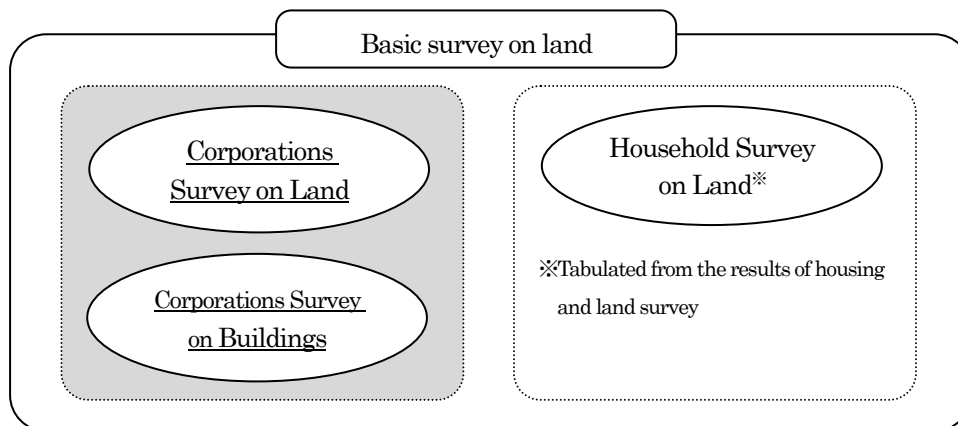 Basic survey on land
Corporations
Survey on Land
Corporations Survey
on Buildings
Household Survey
on Land※
※Tabulated from the results of housing
and land survey